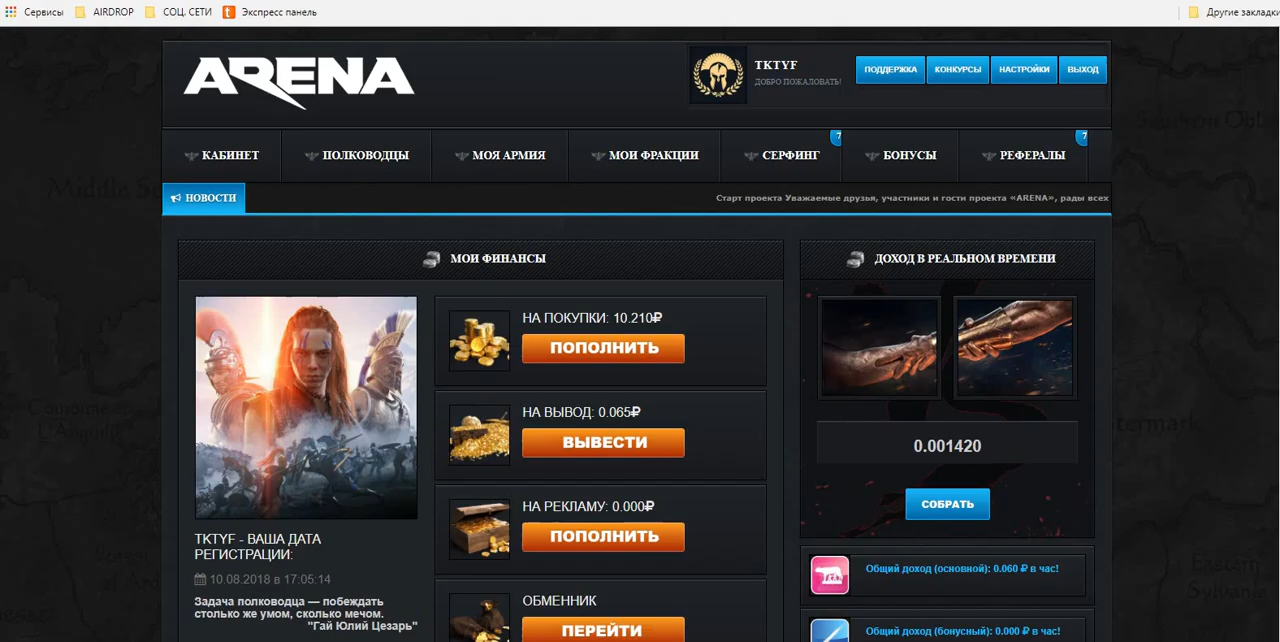 Сервисы AIRDROP СОЦ. СЕТИ Экспресс панель Другие закладки
ARENA
TKTYF
ДОБРО ПОЖАЛОВАТЬ!
ПОДДЕРЖКА КОНКУРСЫ НАСТРОЙКИ ВЫХОД
7 7
КАБИНЕТ ПОЛКОВОДЦЫ МОЯ АРМИЯ МОИ ФРАКЦИИ СЕРФИНГ БОНУСЫ РЕФЕРАЛЫ
НОВОСТИ Старт проекта Уважаемые друзья, участники и гости проекта «ARENA», рады всех
МОИ ФИНАНСЫ
НА ПОКУПКИ: 10.210₽
ПОПОЛНИТЬ
НА ВЫВОД: 0.065₽
ВЫВЕСТИ
НА РЕКЛАМУ: 0.000₽
ПОПОЛНИТЬ
ОБМЕННИК
ПЕРЕЙТИ
TKTYF - ВАША ДАТА
РЕГИСТРАЦИИ:
10.08.2018 в 17:05:14
Задача полководца — побеждать
столько же умом, сколько мечом.
"Гай Юлий Цезарь"
ДОХОД В РЕАЛЬНОМ ВРЕМЕНИ
0.001420
СОБРАТЬ
Общий доход (основной): 0.060 ₽ в час!
Общий доход (бонусный): 0.000 ₽ в час!